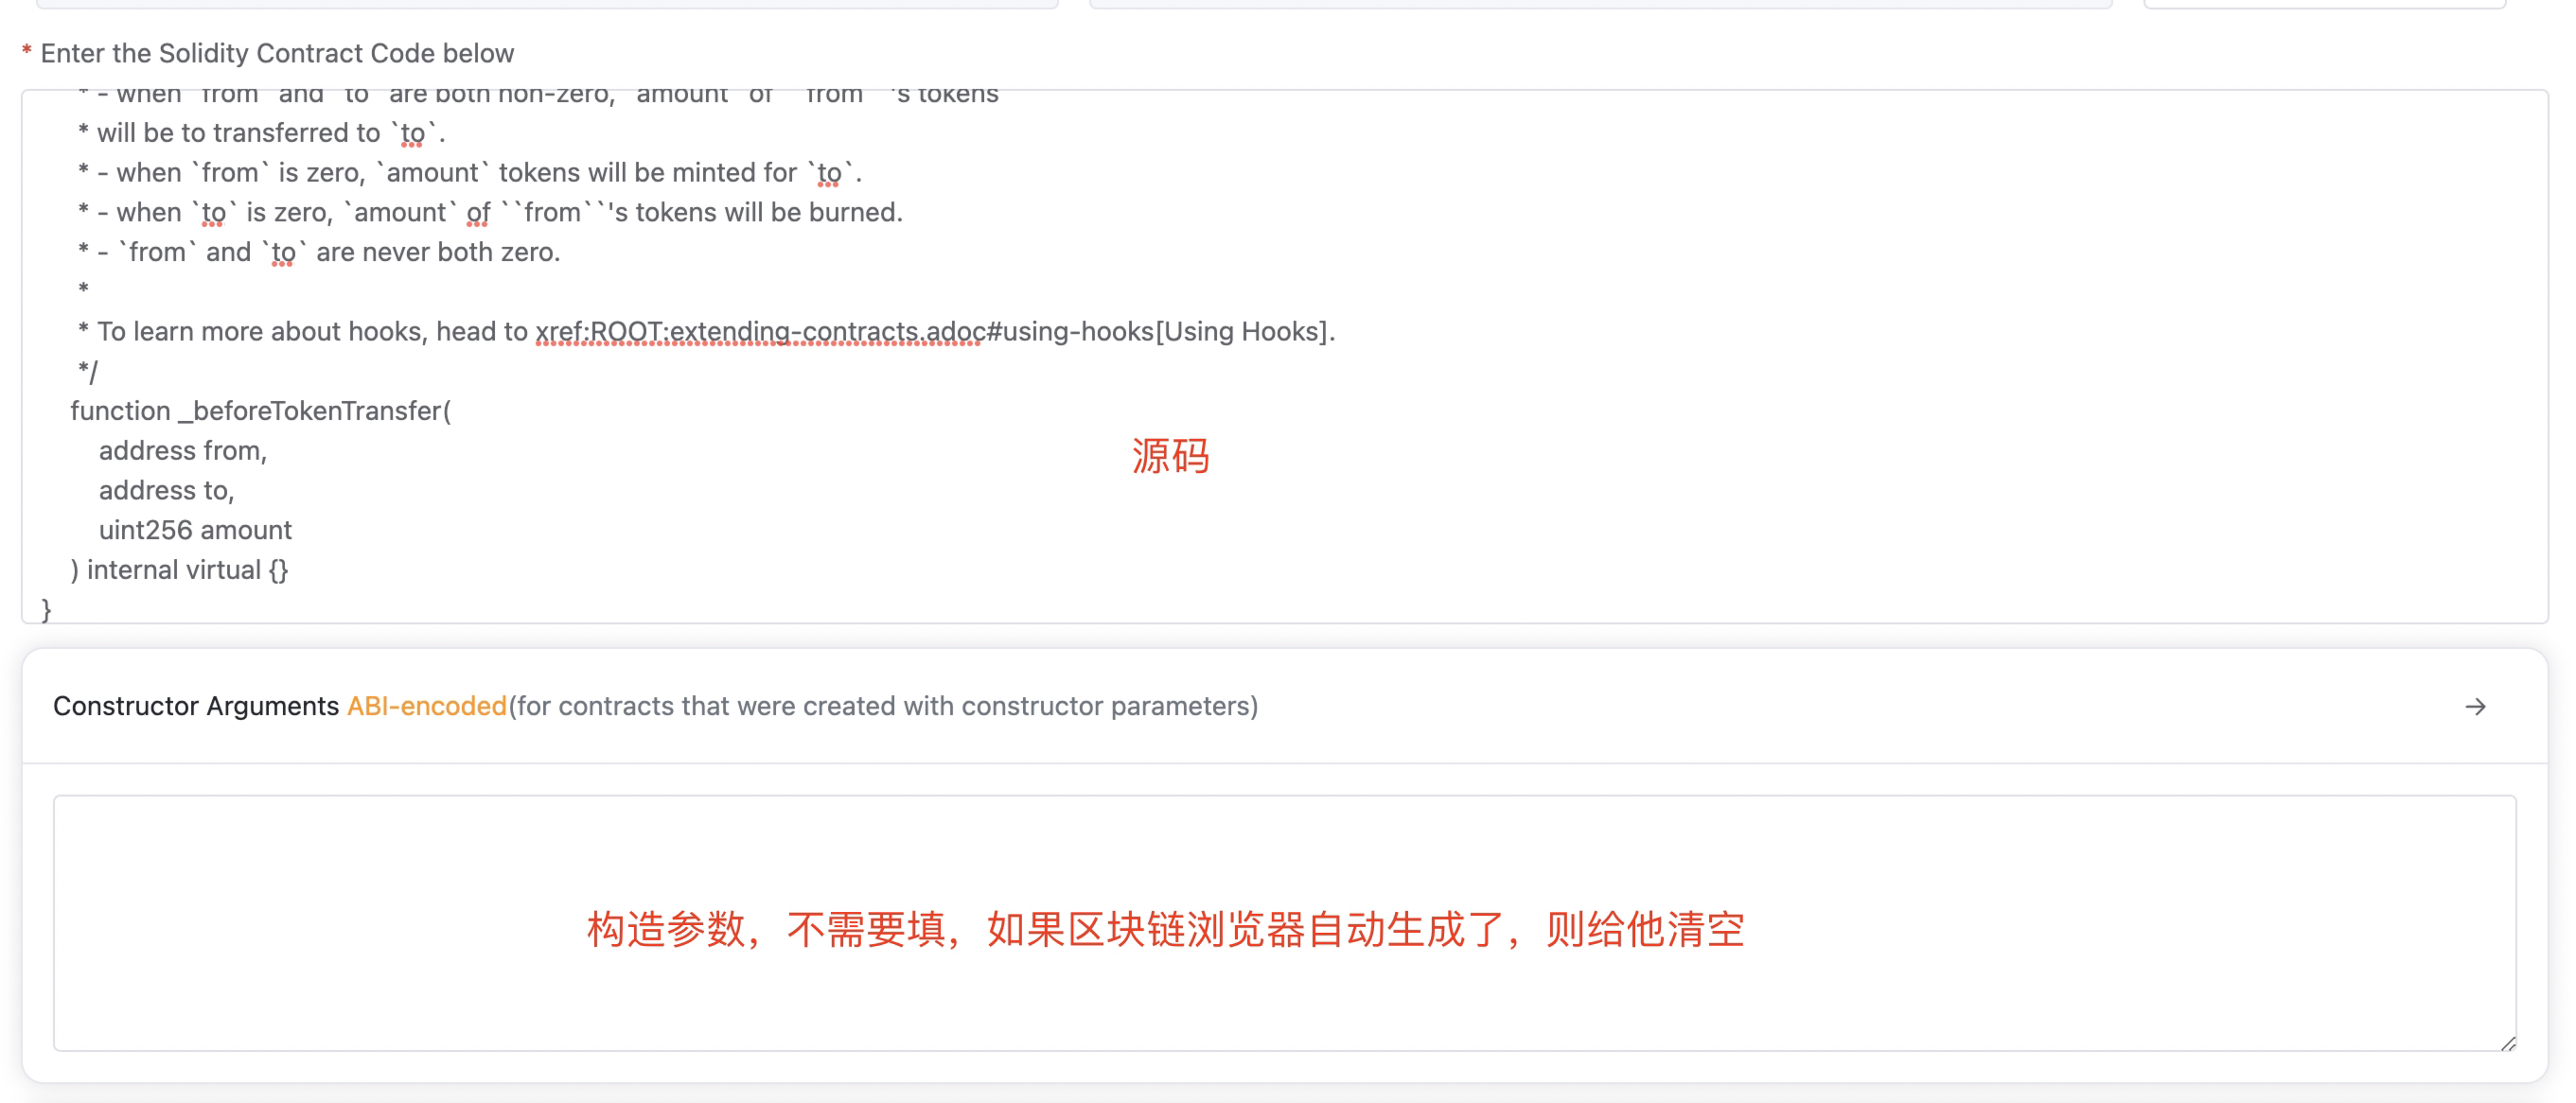 * Enter the Solidity Contract Code below
* - when `from` and `to` are both non-zero, `amount` of ``from``'s tokens
* will be to transferred to `to`.
* - when `from` is zero, `amount` tokens will be minted for `to`.
* - when `to` is zero, `amount` of ``from``'s tokens will be burned.
* - `from` and `to` are never both zero.
*
* To learn more about hooks, head to xref:ROOT:extending-contracts.adoc#using-hooks[Using Hooks].
*/
function _beforeTokenTransfer(
address from,
源码
address to,
uint256 amount
) internal virtual {}
}
Constructor Arguments ABI-encoded(for contracts that were created with constructor parameters)
构造参数，不需要填，如果区块链浏览器自动生成了，则给他清空